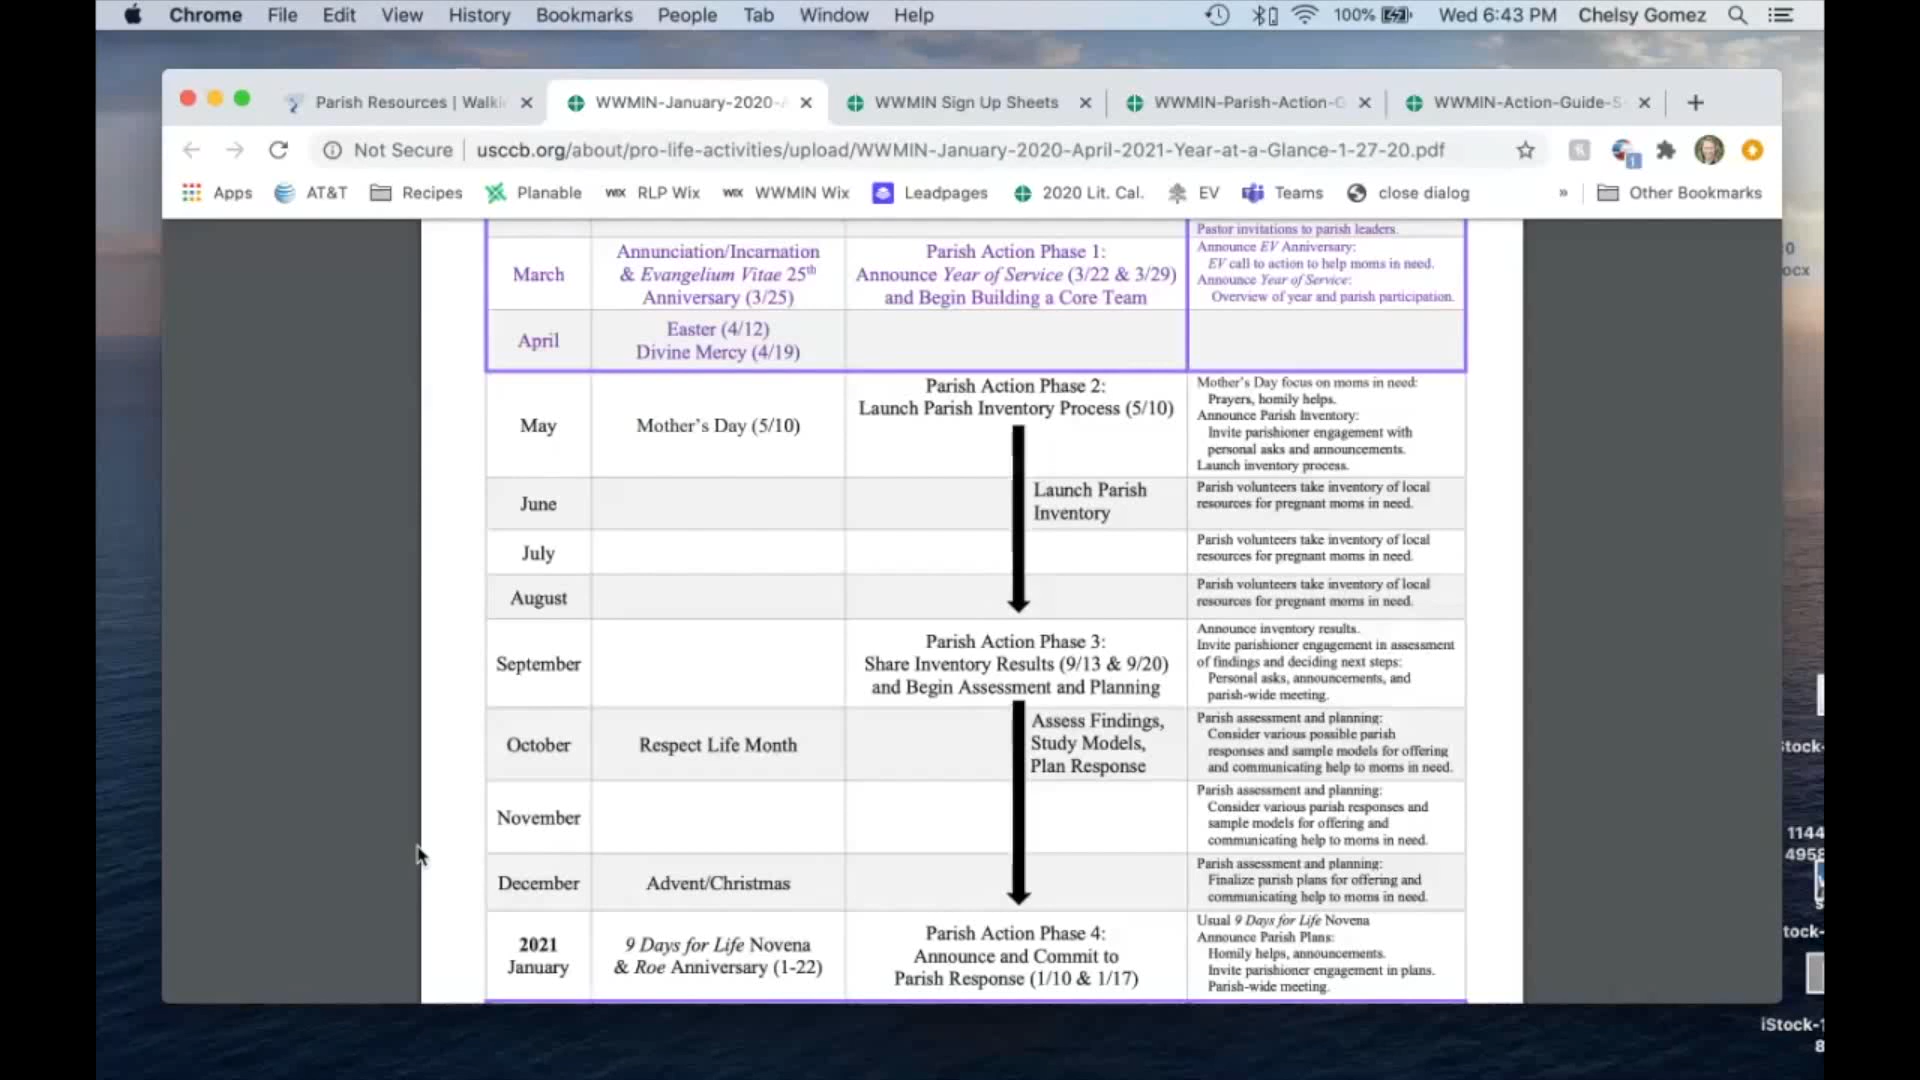 Chrome File Edit View History Bookmarks People Tab Window Help 100% Wed 6:43 PM Chelsy Gomez
Parish Resources | Walki WWMIN-January-2020- WWMIN Sign Up Sheets WWMIN-Parish-Action-G WWMIN-Action-Guide-S
Not Secure usccb.org/about/pro-life-activities/upload/WWMIN-January-2020-April-2021-Year-at-a-Glance-1-27-20.pdf
1
Apps AT&T Recipes Planable WIX RLP Wix WIX WWMIN Wix Leadpages 2020 Lit. Cal. EV Teams close dialog » Other Bookmarks
Pastor invitations to parish leaders.
March
Annunciation/Incarnation
& Evangelium Vitae 25th
Anniversary (3/25)
Parish Action Phase 1:
Announce Year of Service (3/22 & 3/29)
and Begin Building a Core Team
Announce EV Anniversary:
EV call to action to help moms in need.
Announce Year of Service:
Overview of year and parish participation.
April
Easter (4/12)
Divine Mercy (4/19)
May
Mother's Day (5/10)
Parish Action Phase 2:
Launch Parish Inventory Process (5/10)
Mother's Day focus on moms in need:
Prayers, homily helps.
Announce Parish Inventory:
Invite parishioner engagement with
personal asks and announcements.
Launch inventory process.
June
Launch Parish
Inventory
Parish volunteers take inventory of local
resources for pregnant moms in need.
July
Parish volunteers take inventory of local
resources for pregnant moms in need.
August
Parish volunteers take inventory of local
resources for pregnant moms in need.
September
Parish Action Phase 3:
Share Inventory Results (9/13 & 9/20)
and Begin Assessment and Planning
Announce inventory results.
Invite parishioner engagement in assessment
of findings and deciding next steps:
Personal asks, announcements, and
parish-wide meeting.
October
Respect Life Month
Assess Findings,
Study Models,
Plan Response
Parish assessment and planning:
Consider various possible parish
responses and sample models for offering
and communicating help to moms in need.
November
Parish assessment and planning:
Consider various parish responses and
sample models for offering and
communicating help to moms in need.
December
Advent/Christmas
Parish assessment and planning:
Finalize parish plans for offering and
communicating help to moms in need.
2021
January
9 Days for Life Novena
& Roe Anniversary (1-22)
Parish Action Phase 4:
Announce and Commit to
Parish Response (1/10 & 1/17)
Usual 9 Days for Life Novena
Announce Parish Plans:
Homily helps, announcements.
Invite parishioner engagement in plans.
Parish-wide meeting.
ocx
1144
4958
iStock-1
8